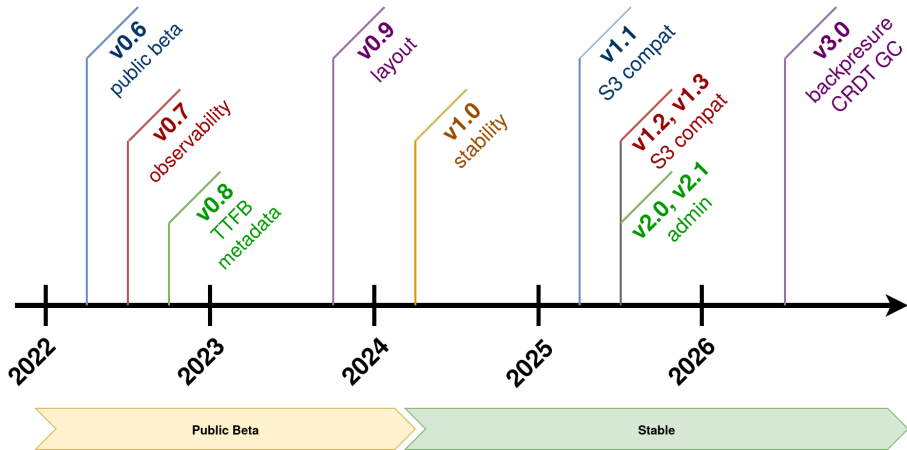 v0.6
public beta
v0.7
observability
v0.8
TTFB
metadata
v0.9
layout
v1.0
stability
v1.1
S3 compat
v1.2, v1.3
S3 compat
v2.0, v2.1
admin
v3.0
backpresure
CRDT GC
2022
2023
2024
2025
2026
Public Beta
Stable